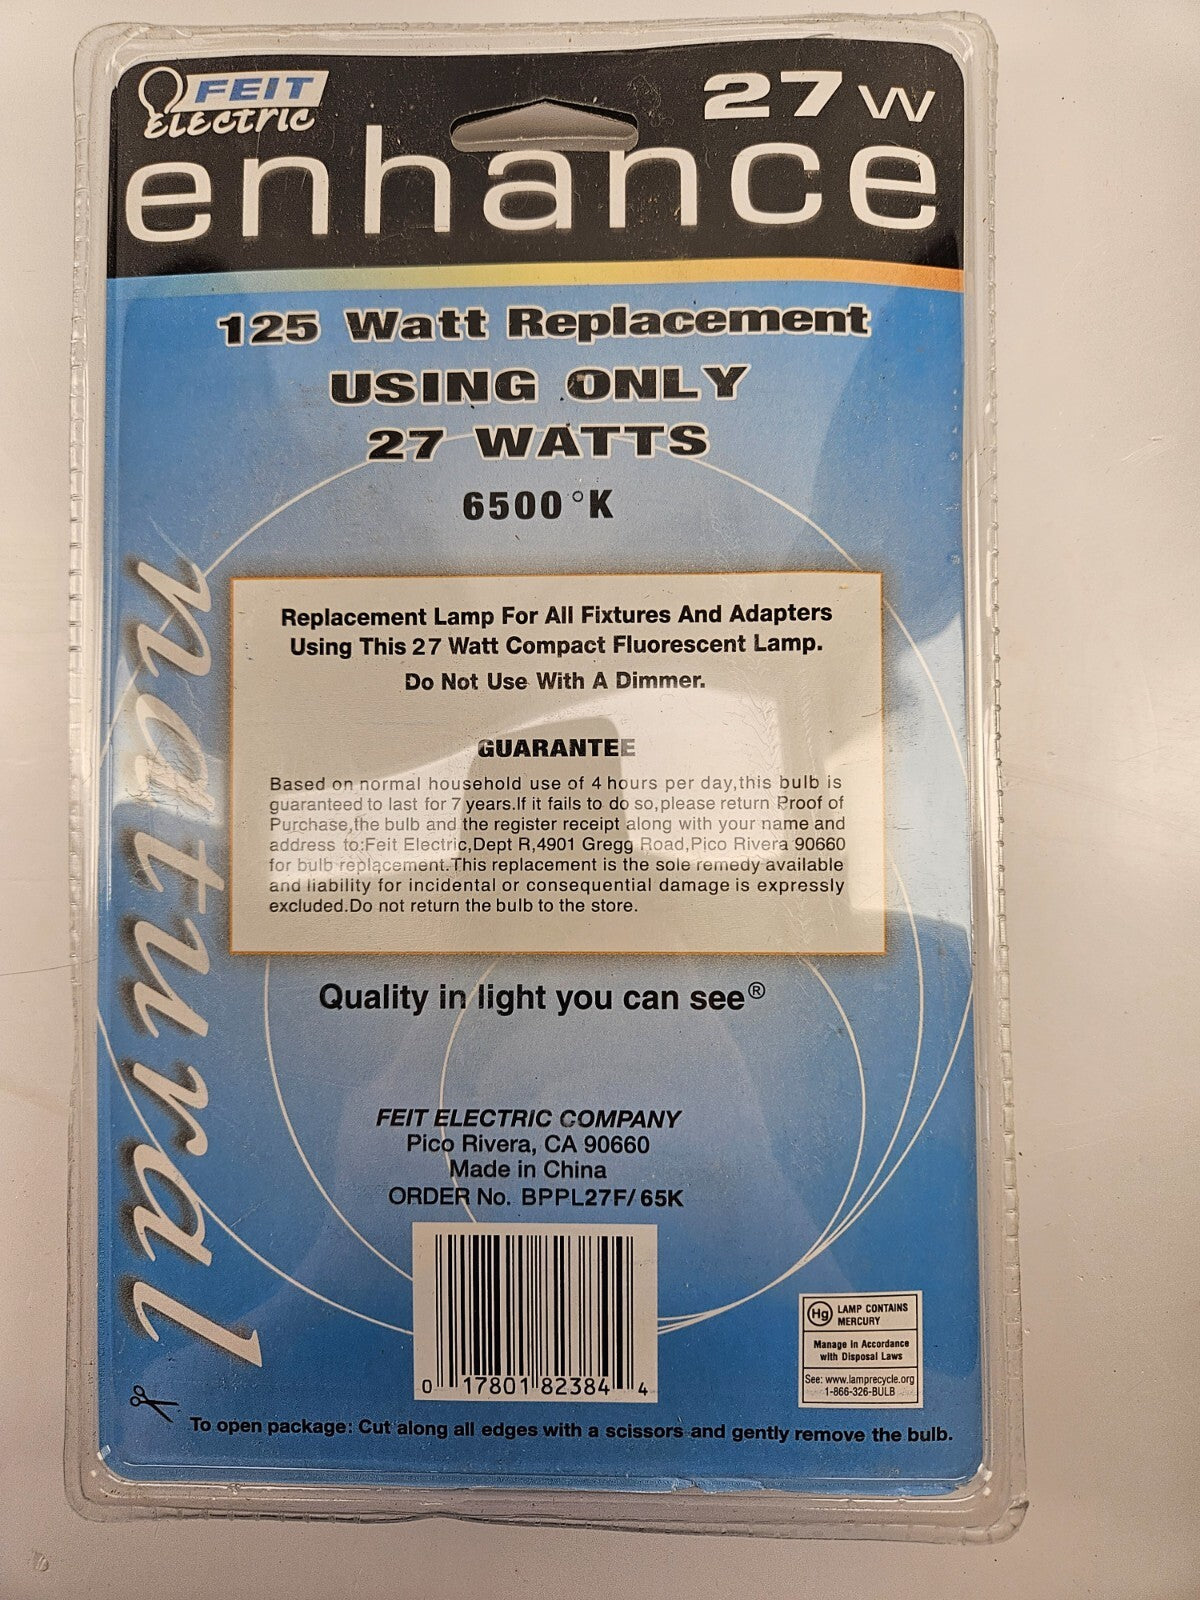 FEIT
Electric
27 W
enhance
125 Watt Replacement
USING ONLY
27 WATTS
6500 °K
natural
Replacement Lamp For All Fixtures And Adapters
Using This 27 Watt Compact Fluorescent Lamp.
Do Not Use With A Dimmer.
GUARANTEE
Based on normal household use of 4 hours per day,this bulb is
guaranteed to last for 7 years.If it fails to do so,please return Proof of
Purchase,the bulb and the register receipt along with your name and
address to:Feit Electric,Dept R,4901 Gregg Road,Pico Rivera 90660
for bulb replacement.This replacement is the sole remedy available
and liability for incidental or consequential damage is expressly
excluded.Do not return the bulb to the store.
Quality in light you can see®
FEIT ELECTRIC COMPANY
Pico Rivera, CA 90660
Made in China
ORDER No. BPPL27F/65K
0 17801 82384 4
Hg LAMP CONTAINS
MERCURY
Manage in Accordance
with Disposal Laws
See: www.lamprecycle.org
1-866-326-BULB
To open package: Cut along all edges with a scissors and gently remove the bulb.